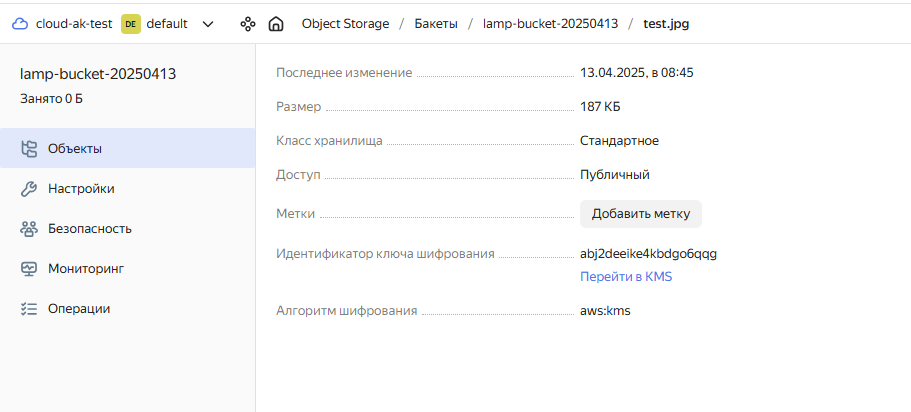 cloud-ak-test DE default Object Storage / Бакеты / lamp-bucket-20250413 / test.jpg
lamp-bucket-20250413
Занято 0 Б
Объекты
Настройки
Безопасность
Мониторинг
Операции
Последнее изменение 13.04.2025, в 08:45
Размер 187 КБ
Класс хранилища Стандартное
Доступ Публичный
Метки Добавить метку
Идентификатор ключа шифрования abj2deeike4kbdgo6qqg
Перейти в KMS
Алгоритм шифрования aws:kms